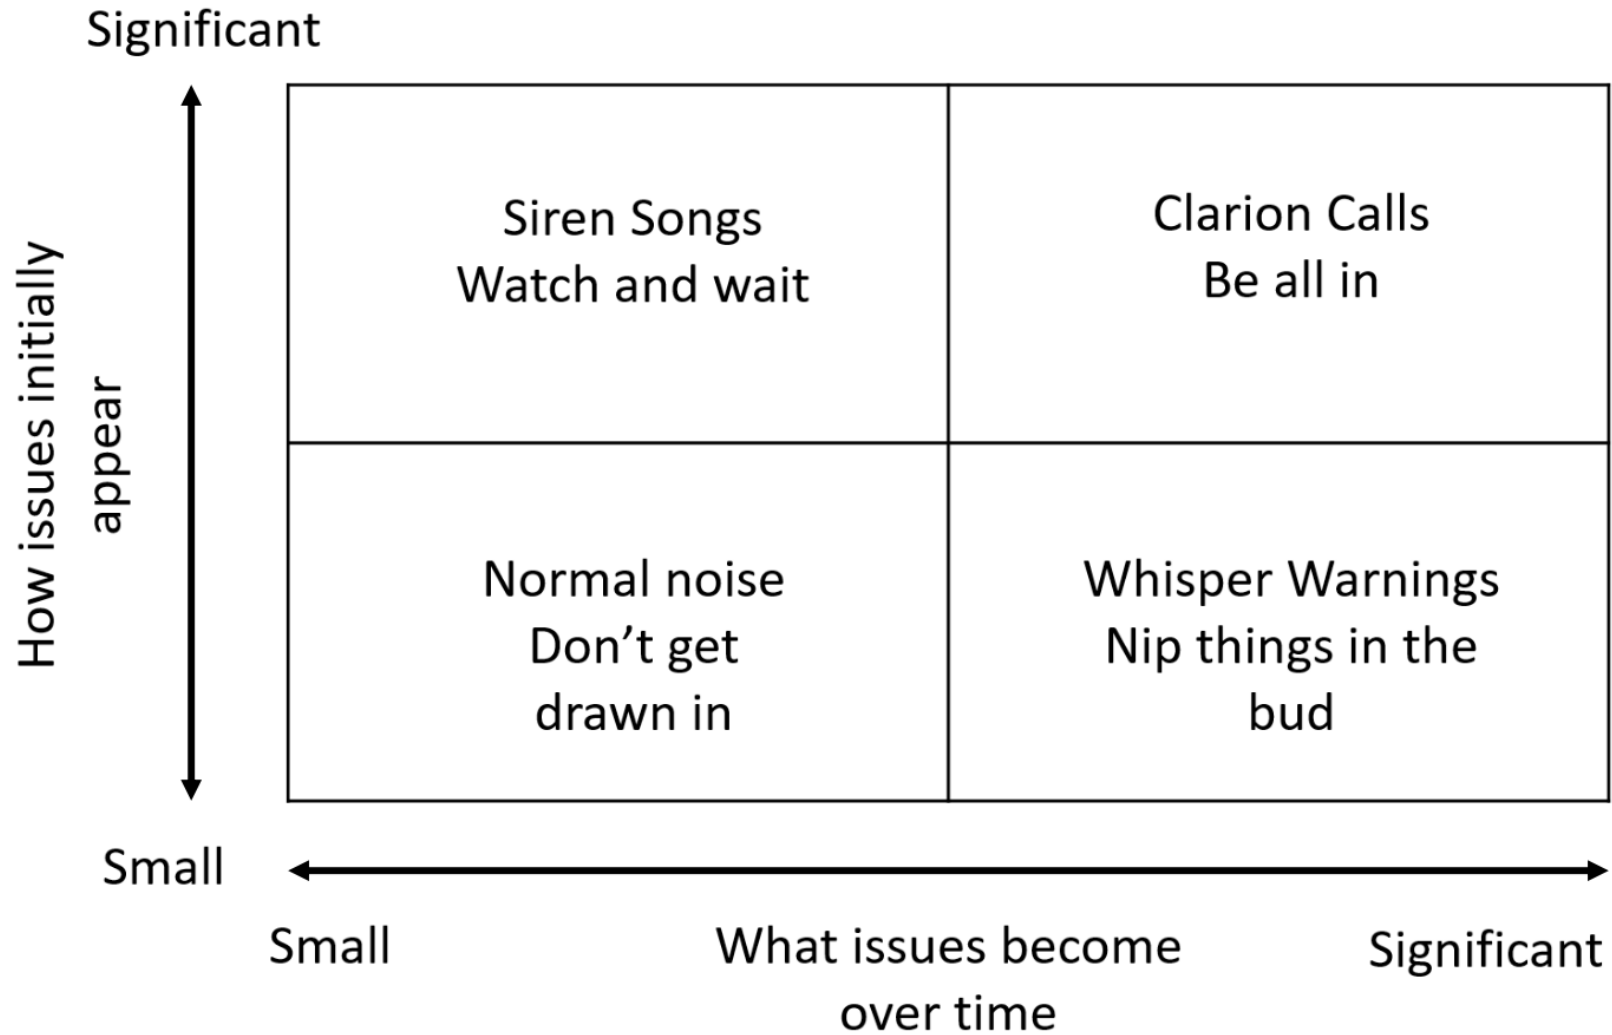 Significant
How issues initially
appear
Siren Songs
Watch and wait
Clarion Calls
Be all in
Normal noise
Don’t get
drawn in
Whisper Warnings
Nip things in the
bud
Small
Small
What issues become
over time
Significant